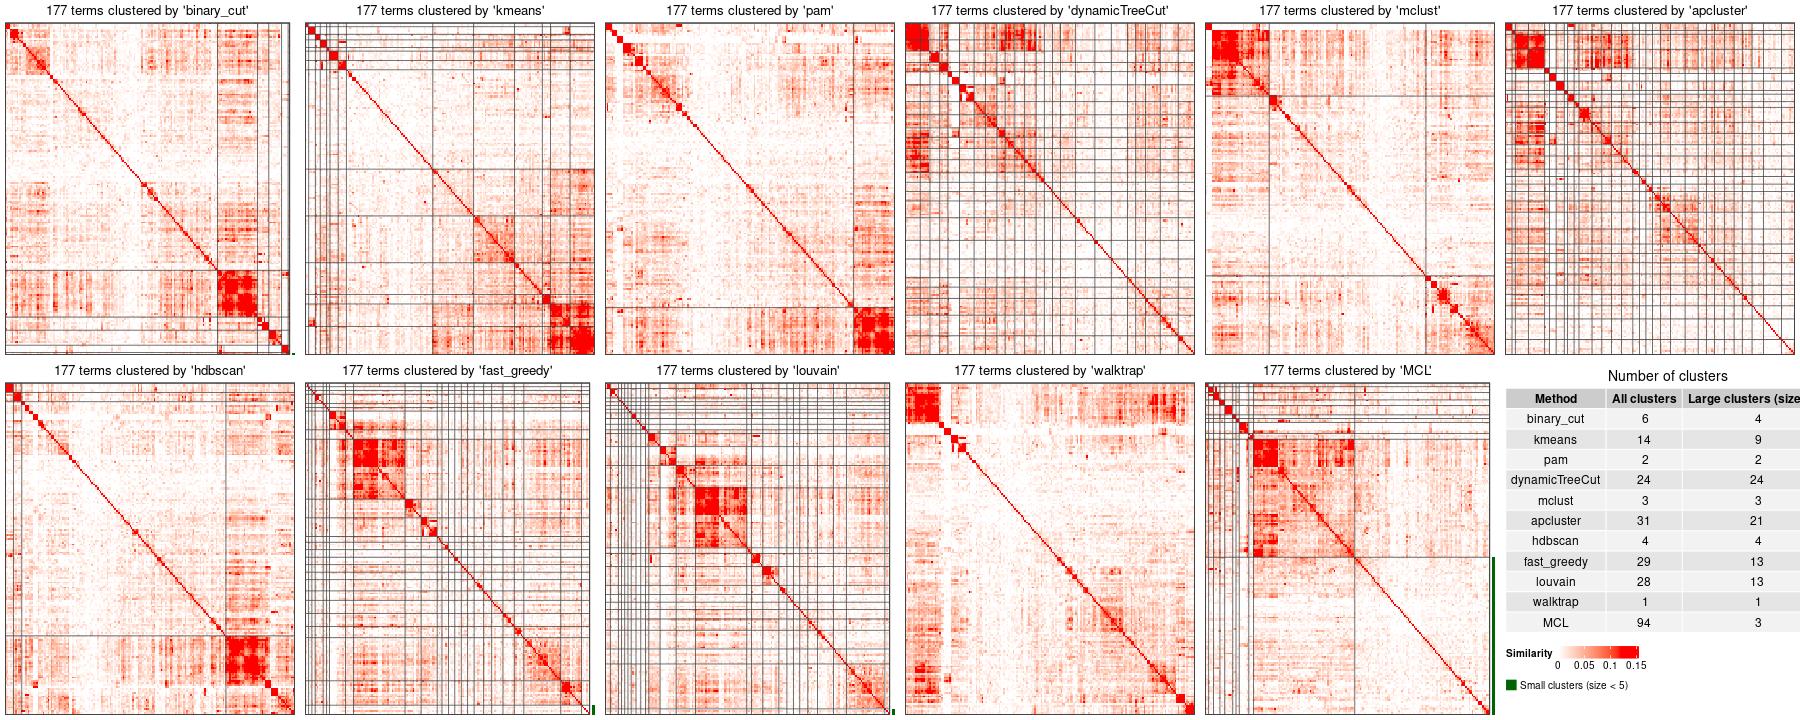 177 terms clustered by 'binary_cut'
177 terms clustered by 'kmeans'
177 terms clustered by 'pam'
177 terms clustered by 'dynamicTreeCut'
177 terms clustered by 'mclust'
177 terms clustered by 'apcluster'
177 terms clustered by 'hdbscan'
177 terms clustered by 'fast_greedy'
177 terms clustered by 'louvain'
177 terms clustered by 'walktrap'
177 terms clustered by 'MCL'
Number of clusters
Method All clusters Large clusters (size
binary_cut 6 4
kmeans 14 9
pam 2 2
dynamicTreeCut 24 24
mclust 3 3
apcluster 31 21
hdbscan 4 4
fast_greedy 29 13
louvain 28 13
walktrap 1 1
MCL 94 3
Similarity
0 0.05 0.1 0.15
Small clusters (size < 5)